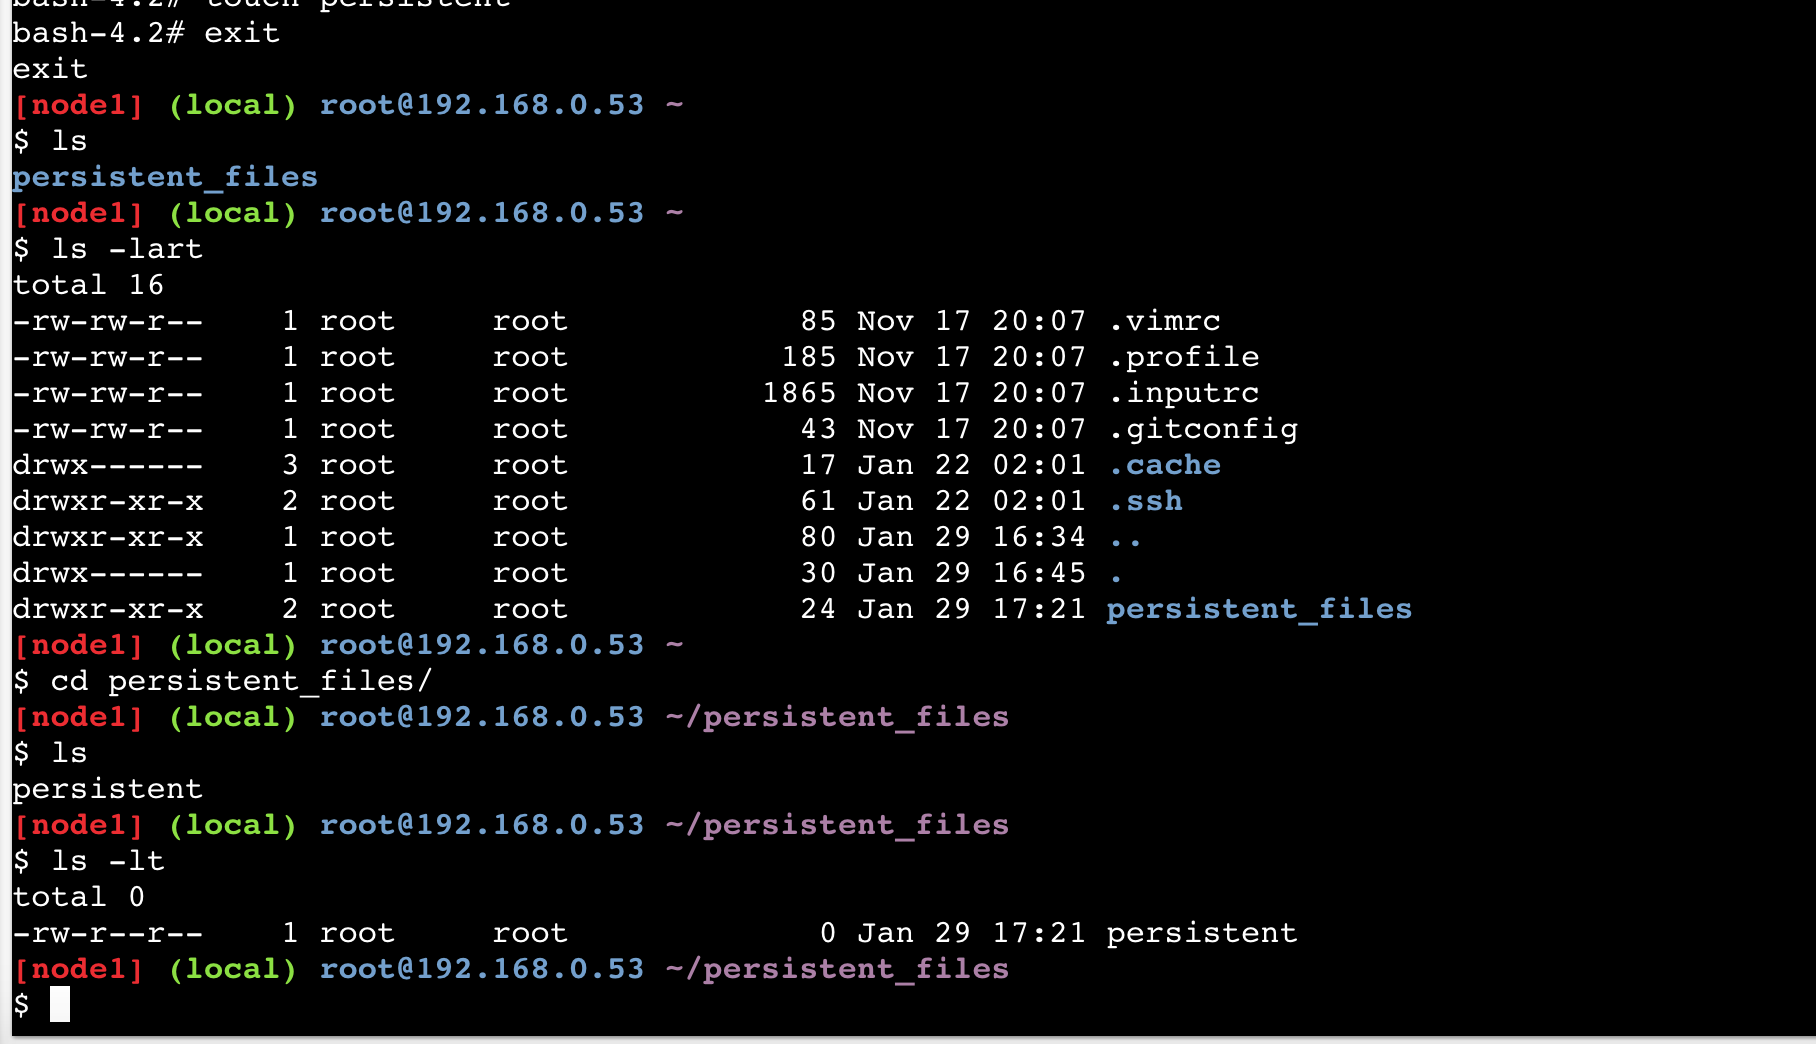 bash-4.2# touch persistent
bash-4.2# exit
exit
[node1] (local) root@192.168.0.53 ~
$ ls
persistent_files
[node1] (local) root@192.168.0.53 ~
$ ls -lart
total 16
-rw-rw-r--    1 root     root            85 Nov 17 20:07 .vimrc
-rw-rw-r--    1 root     root           185 Nov 17 20:07 .profile
-rw-rw-r--    1 root     root          1865 Nov 17 20:07 .inputrc
-rw-rw-r--    1 root     root            43 Nov 17 20:07 .gitconfig
drwx------    3 root     root            17 Jan 22 02:01 .cache
drwxr-xr-x    2 root     root            61 Jan 22 02:01 .ssh
drwxr-xr-x    1 root     root            80 Jan 29 16:34 ..
drwx------    1 root     root            30 Jan 29 16:45 .
drwxr-xr-x    2 root     root            24 Jan 29 17:21 persistent_files
[node1] (local) root@192.168.0.53 ~
$ cd persistent_files/
[node1] (local) root@192.168.0.53 ~/persistent_files
$ ls
persistent
[node1] (local) root@192.168.0.53 ~/persistent_files
$ ls -lt
total 0
-rw-r--r--    1 root     root             0 Jan 29 17:21 persistent
[node1] (local) root@192.168.0.53 ~/persistent_files
$